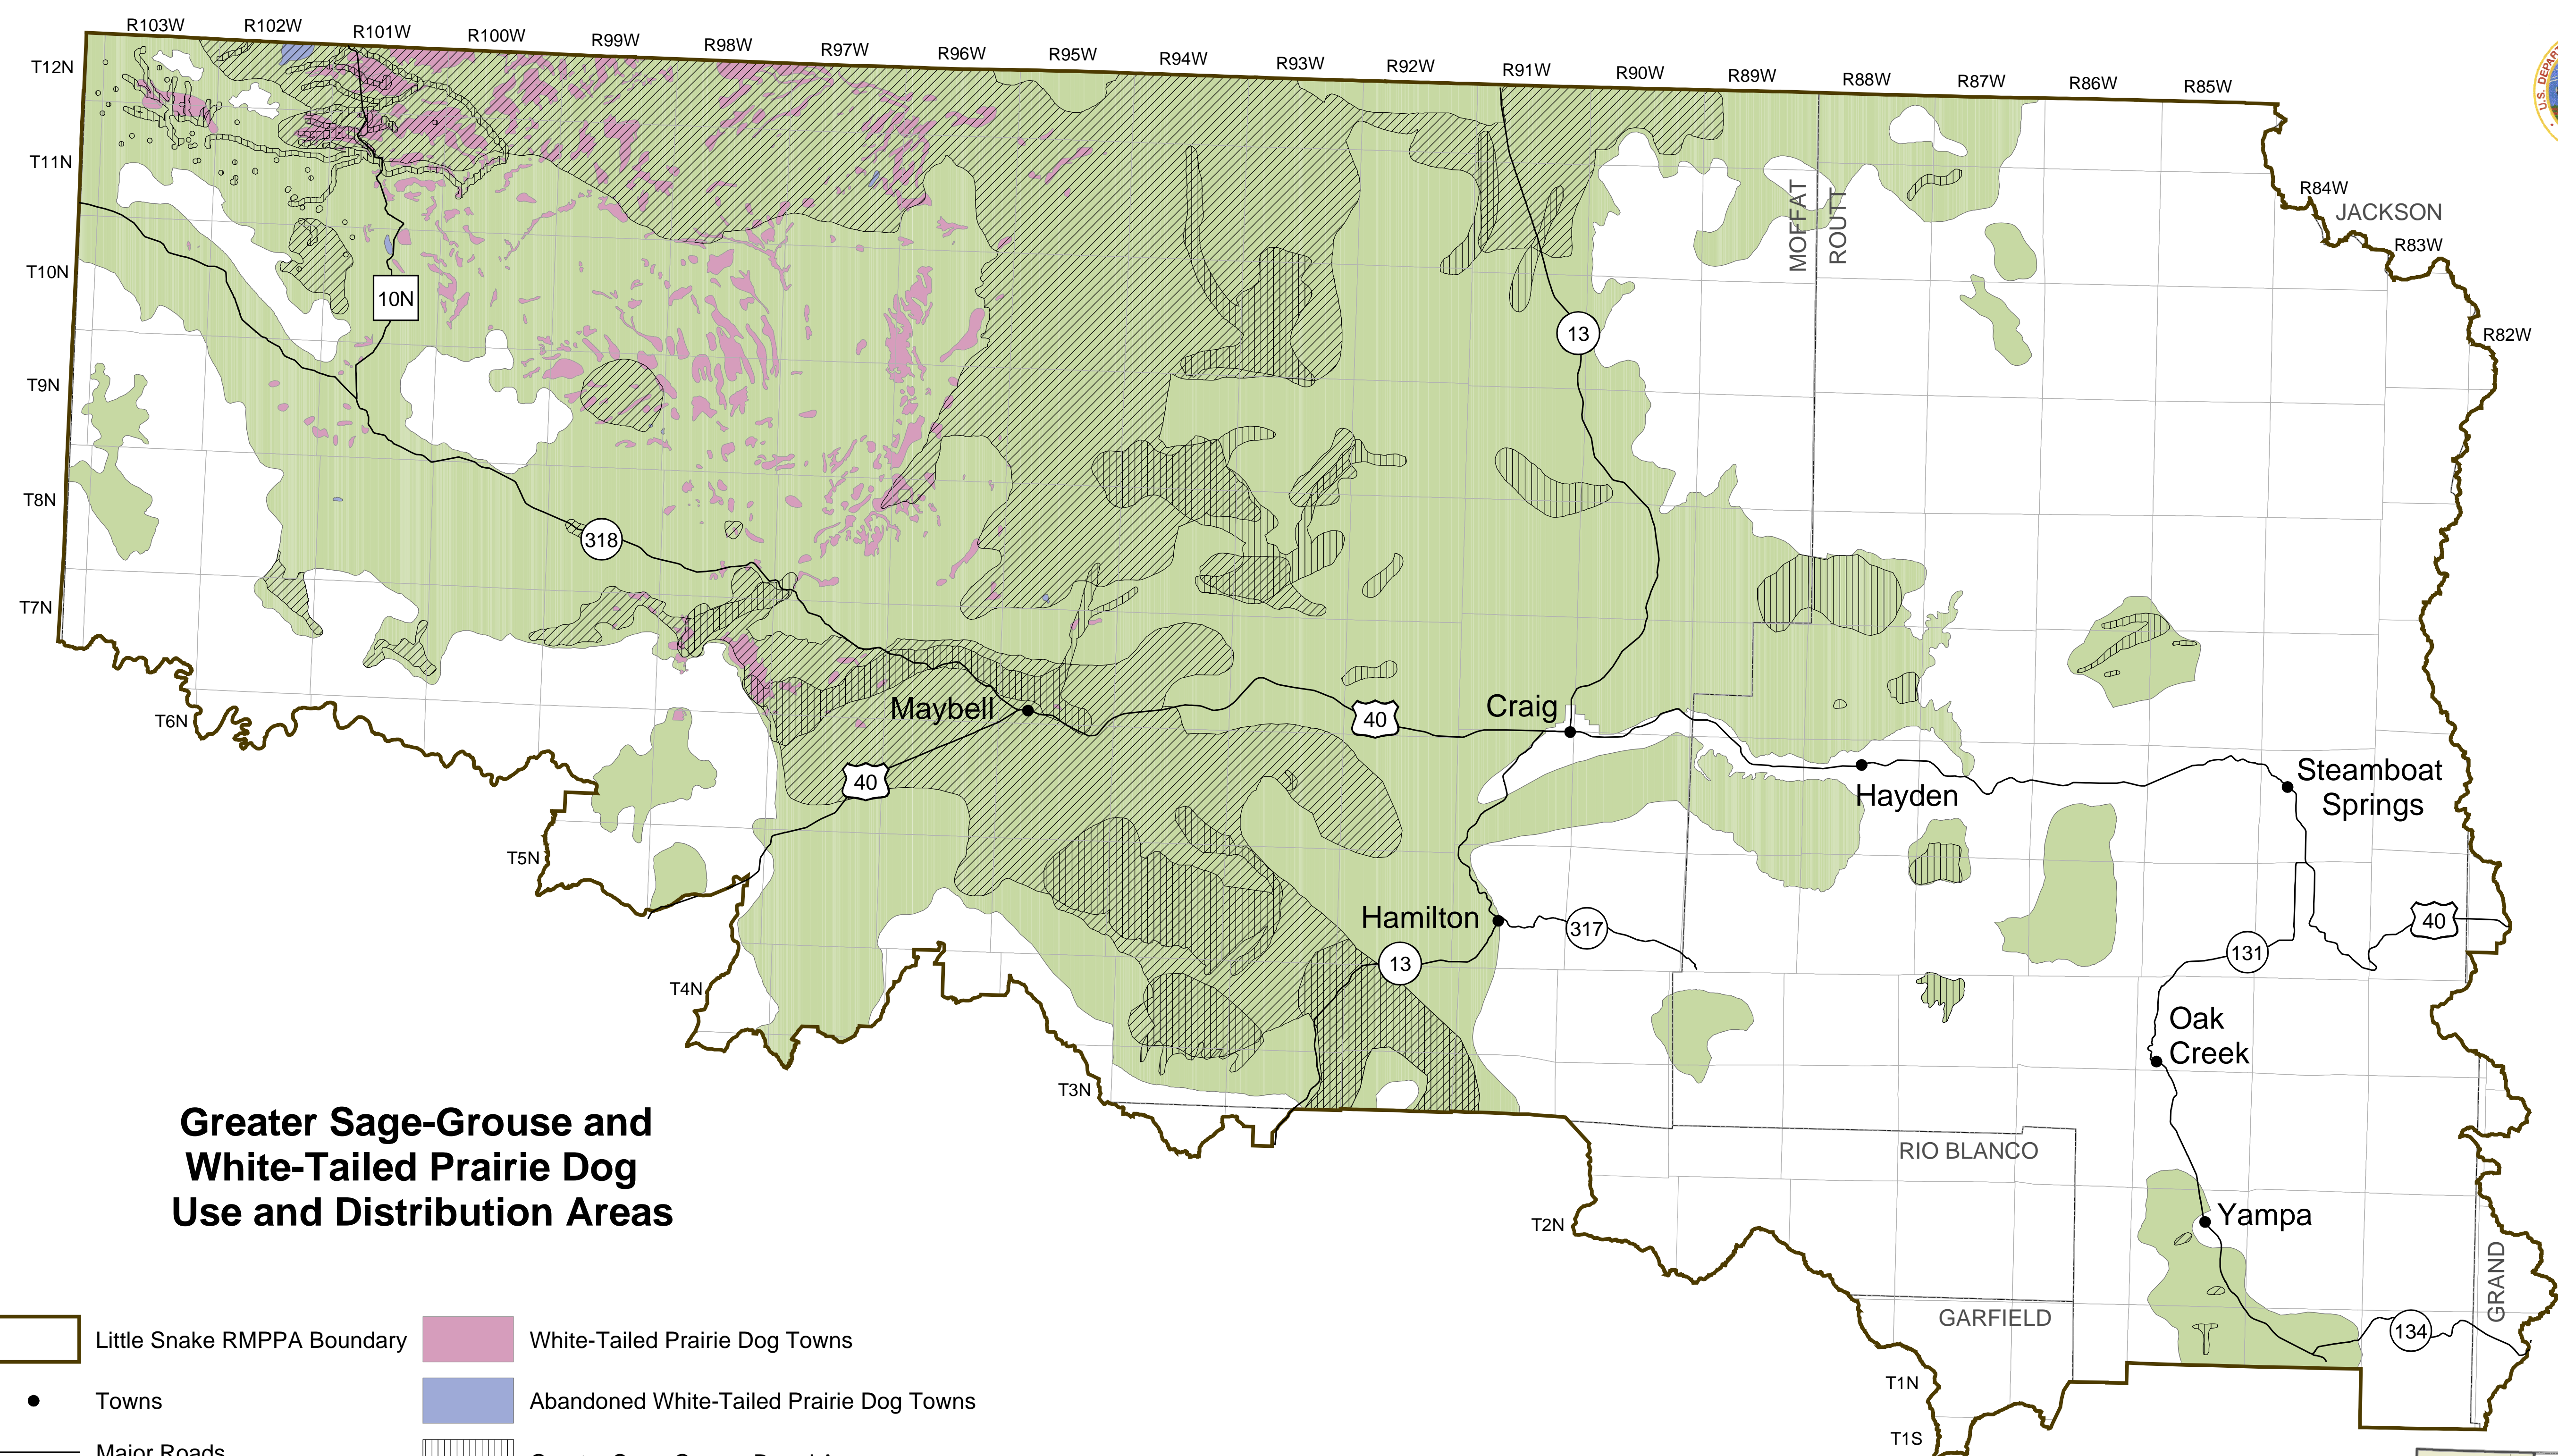 R103W
R102W
R101W
R100W
R99W
R98W
R97W
R96W
R95W
R94W
R93W
R92W
R91W
R90W
R89W
R88W
R87W
R86W
R85W
R84W
R83W
R82W
T12N
T11N
T10N
T9N
T8N
T7N
T6N
T5N
T4N
T3N
T2N
T1N
T1S
U.S. DEPART
JACKSON
MOFFAT
ROUTT
10N
13
318
Maybell
40
Craig
40
Hayden
Steamboat
Springs
Hamilton
317
13
40
131
Oak
Creek
RIO BLANCO
Yampa
GRAND
GARFIELD
134
Greater Sage-Grouse and
White-Tailed Prairie Dog
Use and Distribution Areas
Little Snake RMPPA Boundary
White-Tailed Prairie Dog Towns
Towns
Abandoned White-Tailed Prairie Dog Towns
Major Roads